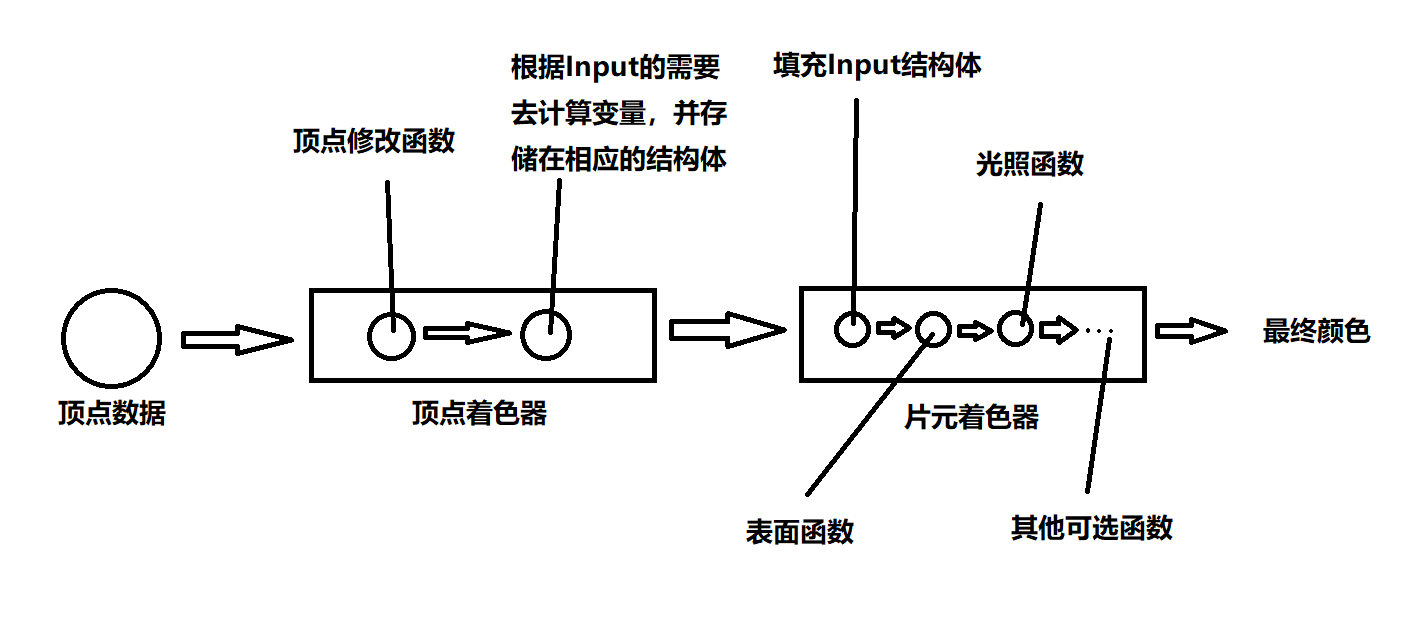 顶点数据
顶点修改函数
根据Input的需要
去计算变量，并存
储在相应的结构体
顶点着色器
填充Input结构体
光照函数
片元着色器
表面函数
其他可选函数
最终颜色